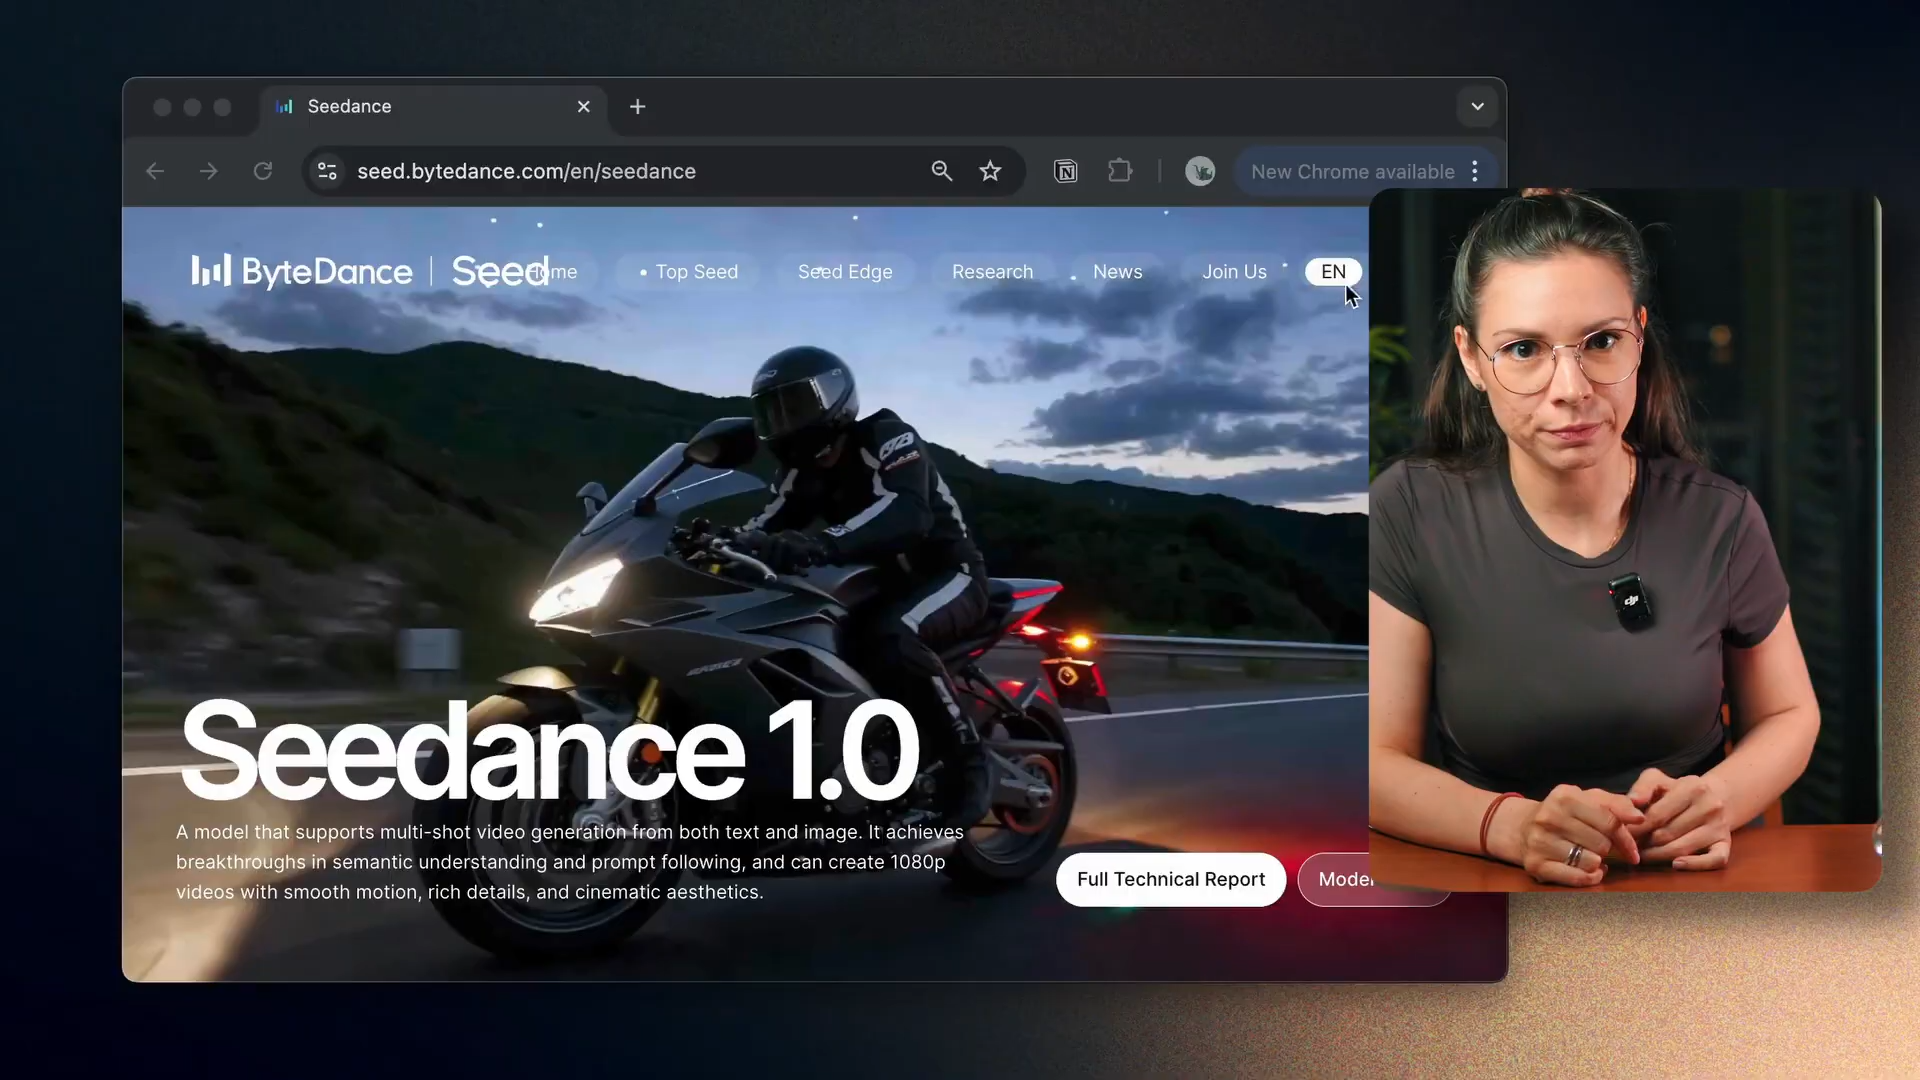 Seedance
seed.bytedance.com/en/seedance
New Chrome available
ByteDance | Seed
Home
Top Seed
Seed Edge
Research
News
Join Us
EN
Seedance 1.0
A model that supports multi-shot video generation from both text and image. It achieves
breakthroughs in semantic understanding and prompt following, and can create 1080p
videos with smooth motion, rich details, and cinematic aesthetics.
Full Technical Report
Model
dji